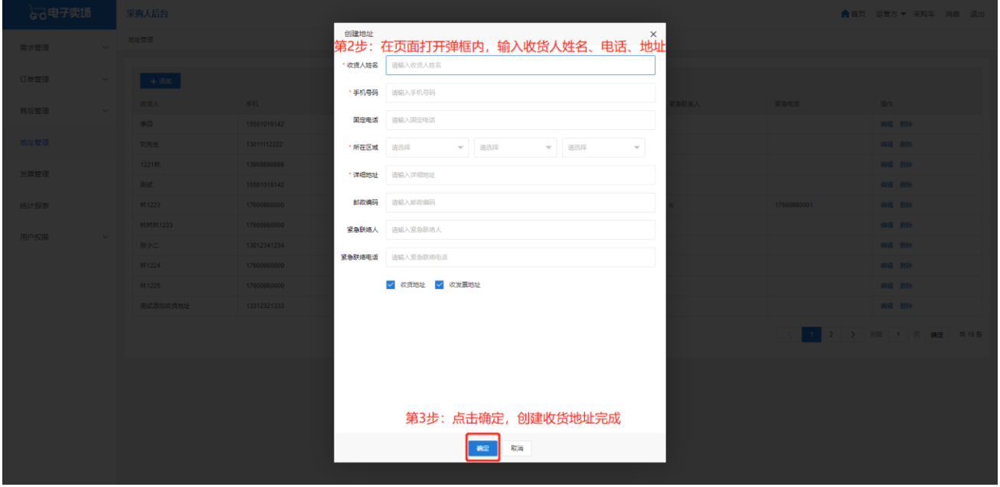 电子卖场
采购人后台
首页 运营方 采购车 消息 退出
需求管理
订单管理
售后管理
地址管理
发票管理
统计报表
用户权限
地址管理
+ 添加
收货人 手机 紧急联系人 紧急电话 操作
李四 15501016142 编辑 删除
刘先生 13011112222 编辑 删除
编辑 删除
测试 15501016142 编辑 删除
林1223 17600980000 17600980001 编辑 删除
林林林1223 17600980000 编辑 删除
张小二 13012341234 编辑 删除
林1224 17600980000 编辑 删除
林1225 17600980000 编辑 删除
测试添加收货地址 13312321333 编辑 删除
1 2 到第 1 页 确定 共 19 条
创建地址
第2步：在页面打开弹框内，输入收货人姓名、电话、地址
* 收货人姓名 请输入收货人姓名
* 手机号码 请输入手机号码
固定电话 请输入固定电话
* 所在区域 请选择 请选择 请选择
* 详细地址 请输入详细地址
邮政编码 请输入邮政编码
紧急联络人 请输入紧急联络人
紧急联络电话 请输入紧急联络电话
收货地址 收发票地址
第3步：点击确定，创建收货地址完成
确定 取消